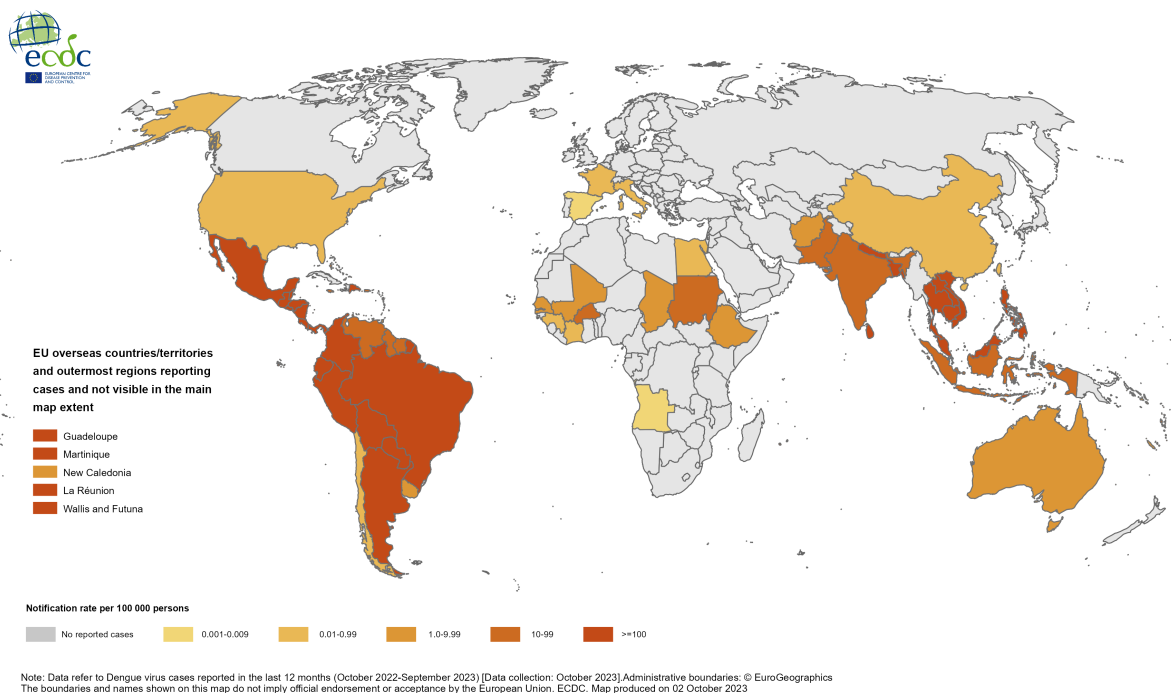 ecdc
EUROPEAN CENTRE FOR
DISEASE PREVENTION
AND CONTROL
EU overseas countries/territories
and outermost regions reporting
cases and not visible in the main
map extent
Guadeloupe
Martinique
New Caledonia
La Réunion
Wallis and Futuna
Notification rate per 100 000 persons
No reported cases 0.001-0.009 0.01-0.99 1.0-9.99 10-99 >=100
Note: Data refer to Dengue virus cases reported in the last 12 months (October 2022-September 2023) [Data collection: October 2023].Administrative boundaries: © EuroGeographics
The boundaries and names shown on this map do not imply official endorsement or acceptance by the European Union. ECDC. Map produced on 02 October 2023